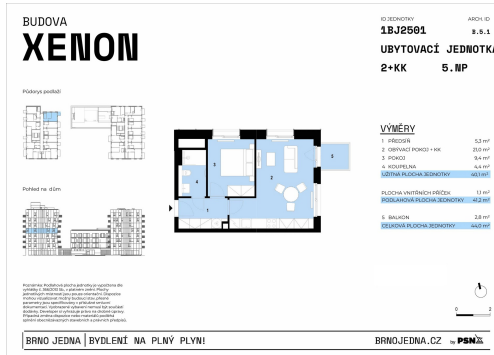 BUDOVA
XENON
ID JEDNOTKY ARCH. ID
1BJ2501 B.5.1
UBYTOVACÍ JEDNOTKA
2+KK 5.NP
Půdorys podlaží
Pohled na dům
VÝMĚRY
1 PŘEDSÍŇ 5,3 m²
2 OBÝVACÍ POKOJ + KK 21,0 m²
3 POKOJ 9,4 m²
4 KOUPELNA 4,4 m²
UŽITNÁ PLOCHA JEDNOTKY 40,1 m²
PLOCHA VNITŘNÍCH PŘÍČEK 1,1 m²
PODLAHOVÁ PLOCHA JEDNOTKY 41,2 m²
5 BALKON 2,8 m²
CELKOVÁ PLOCHA JEDNOTKY 44,0 m²
1
2
3
4
5
BRNO JEDNA BYDLENÍ NA PLNÝ PLYN!
BRNOJEDNA.CZ by PSN